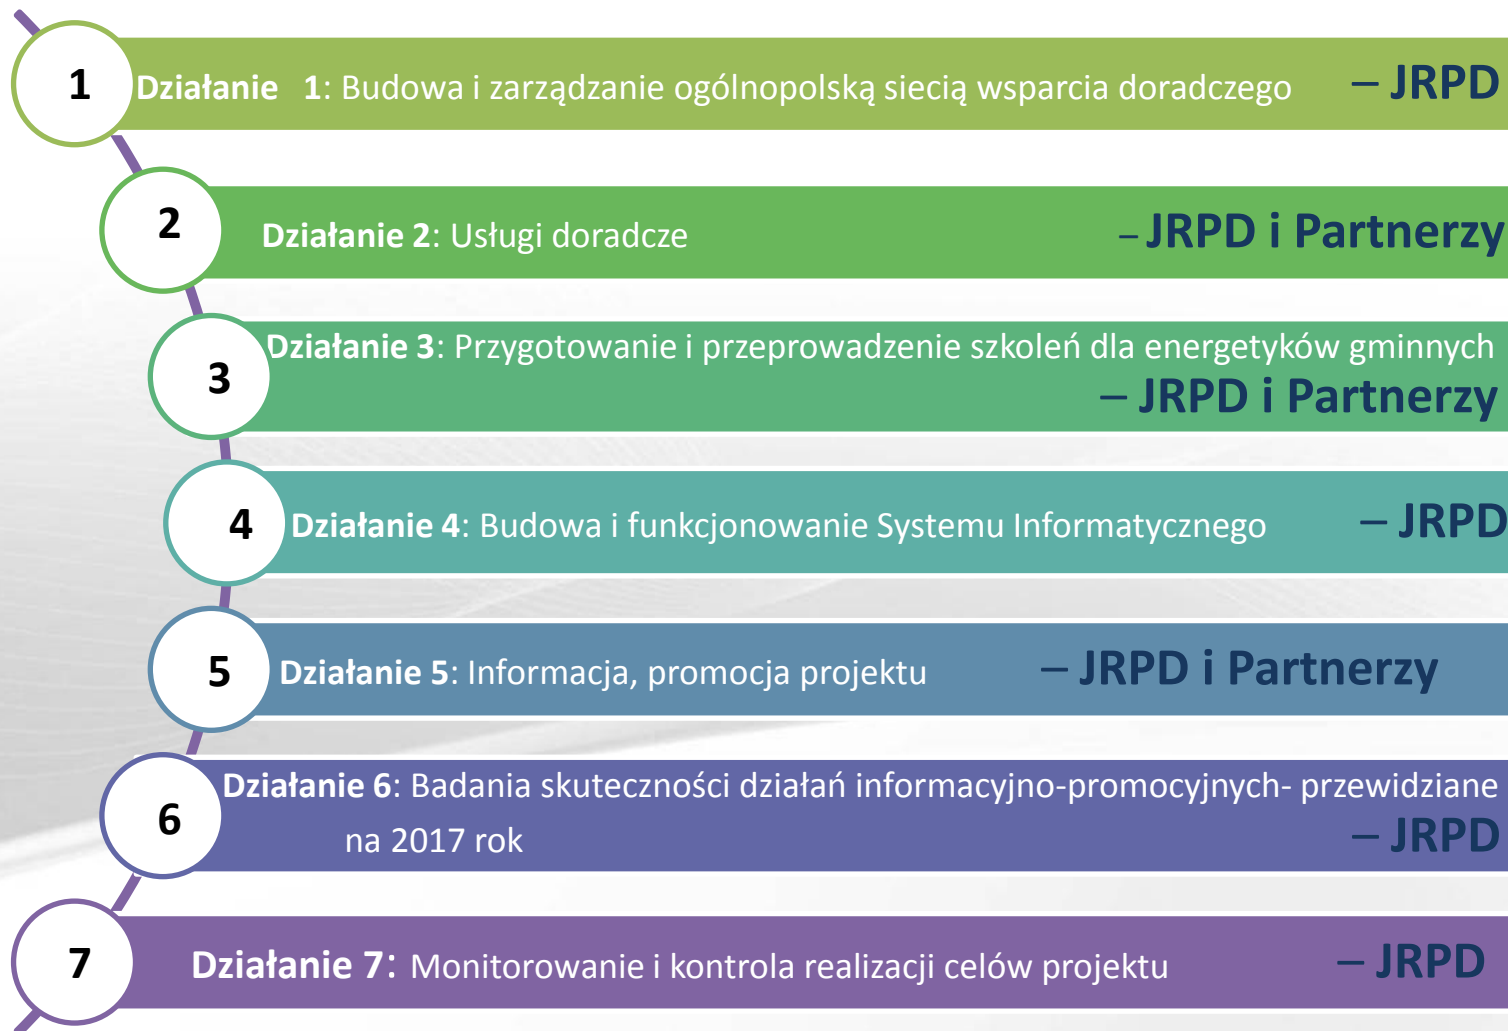 1
Działanie 1: Budowa i zarządzanie ogólnopolską siecią wsparcia doradczego – JRPD
2
Działanie 2: Usługi doradcze – JRPD i Partnerzy
3
Działanie 3: Przygotowanie i przeprowadzenie szkoleń dla energetyków gminnych
– JRPD i Partnerzy
4
Działanie 4: Budowa i funkcjonowanie Systemu Informatycznego – JRPD
5
Działanie 5: Informacja, promocja projektu – JRPD i Partnerzy
6
Działanie 6: Badania skuteczności działań informacyjno-promocyjnych- przewidziane
na 2017 rok – JRPD
7
Działanie 7: Monitorowanie i kontrola realizacji celów projektu – JRPD